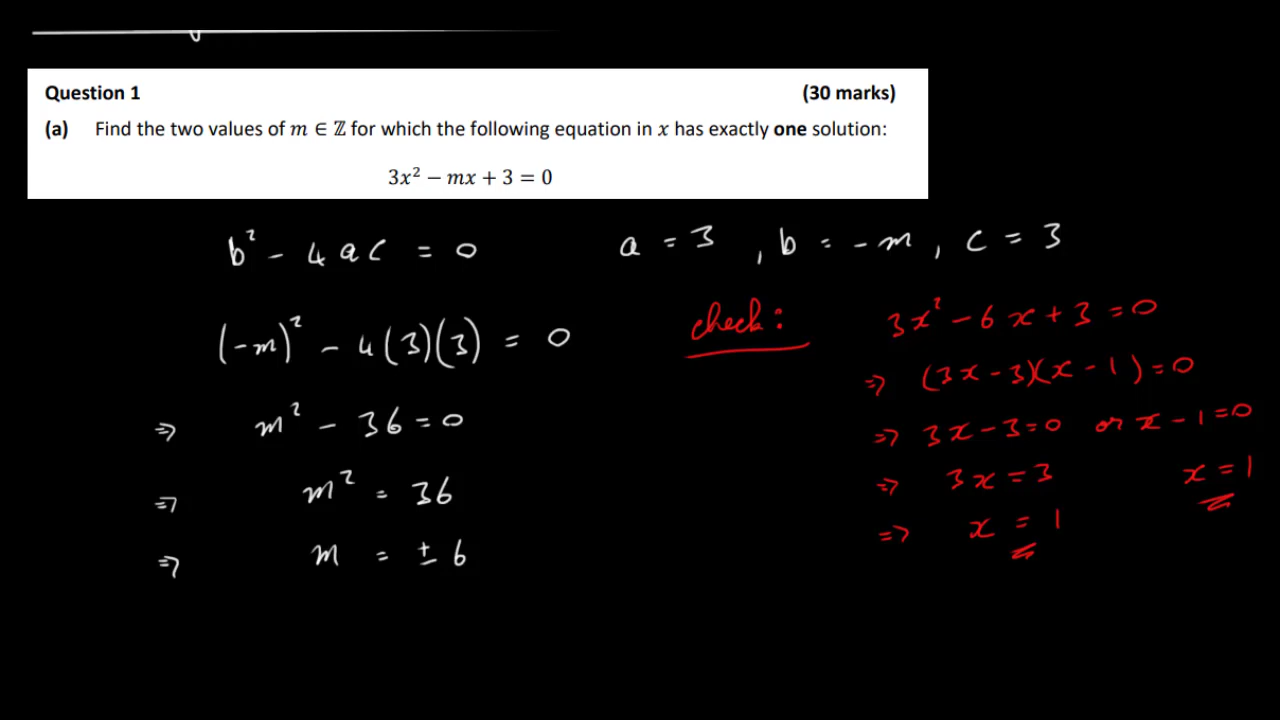 Question 1 (30 marks)
(a) Find the two values of m ∈ ℤ for which the following equation in x has exactly one solution:
3x² − mx + 3 = 0
b² - 4ac = 0
a = 3 , b = -m , c = 3
(-m)² - 4(3)(3) = 0
⇒ m² - 36 = 0
⇒ m² = 36
⇒ m = ± 6
check: 3x² - 6x + 3 = 0
⇒ (3x - 3)(x - 1) = 0
⇒ 3x - 3 = 0 or x - 1 = 0
⇒ 3x = 3 x = 1
⇒ x = 1